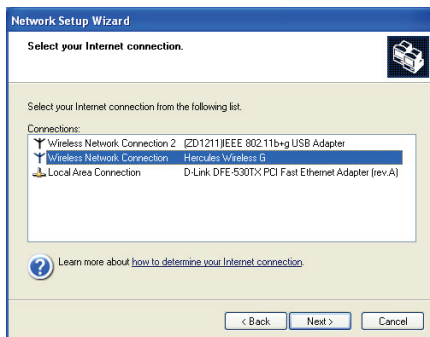 Network Setup Wizard
Select your Internet connection.
Select your Internet connection from the following list.
Connections:
Wireless Network Connection 2 (ZD1211)IEEE 802.11b+g USB Adapter
Wireless Network Connection Hercules Wireless G
Local Area Connection D-Link DFE-530TX PCI Fast Ethernet Adapter (rev.A)
Learn more about how to determine your Internet connection.
< Back Next > Cancel